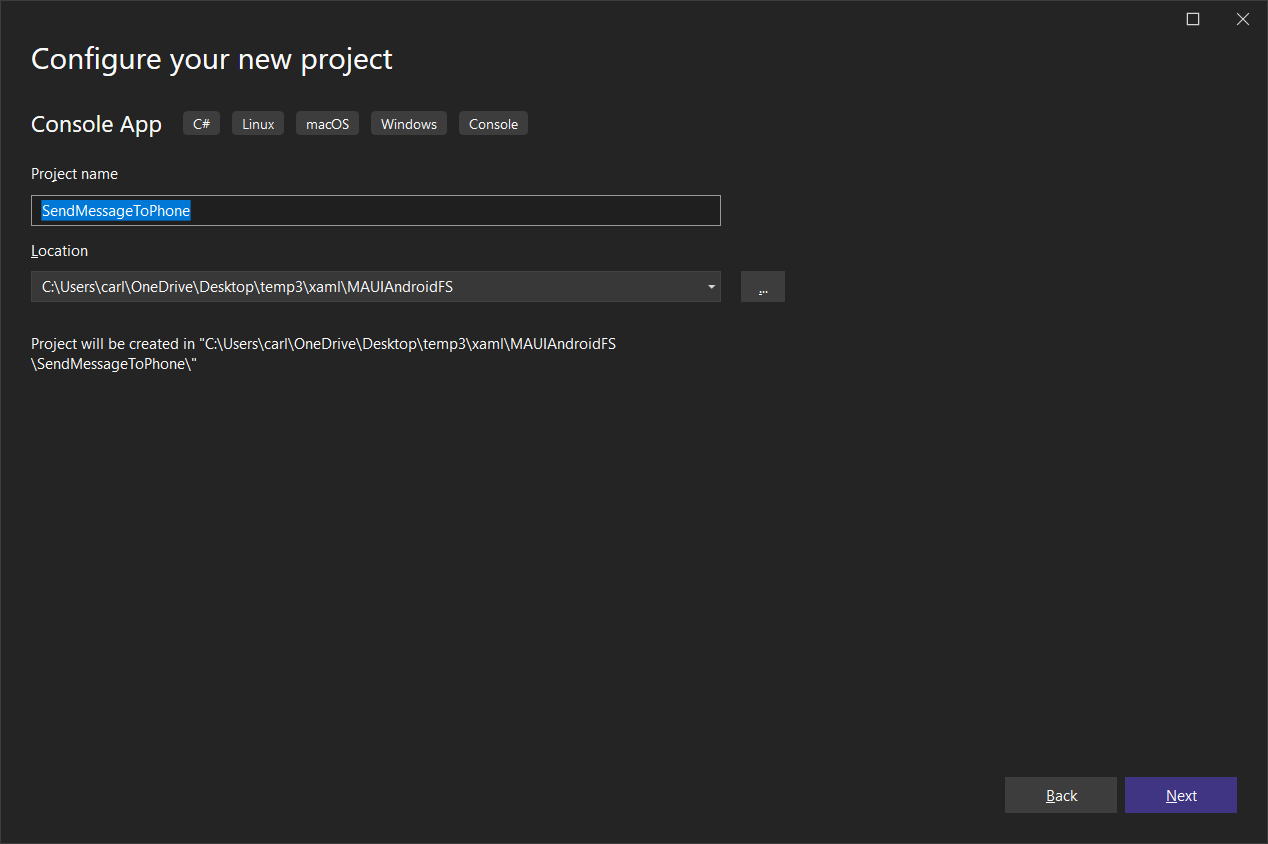 Configure your new project
Console App C# Linux macOS Windows Console
Project name
SendMessageToPhone
Location
C:\Users\carl\OneDrive\Desktop\temp3\xaml\MAUIAndroidFS
...
Project will be created in "C:\Users\carl\OneDrive\Desktop\temp3\xaml\MAUIAndroidFS
\SendMessageToPhone\"
Back Next